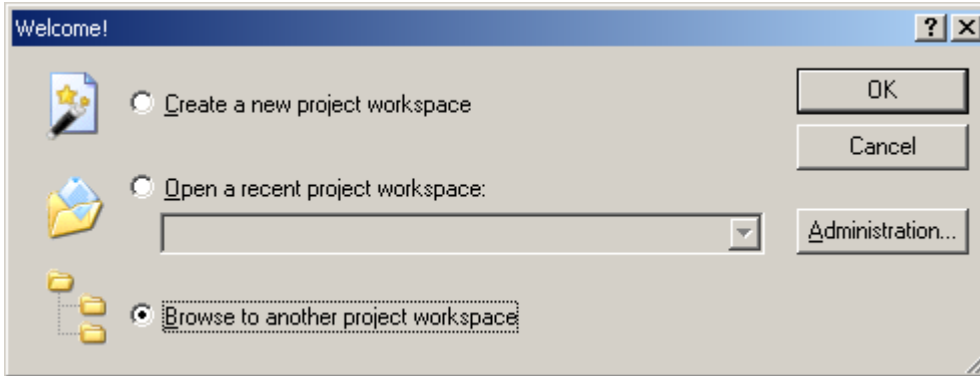 Welcome!
Create a new project workspace
OK
Cancel
Open a recent project workspace:
Administration...
Browse to another project workspace